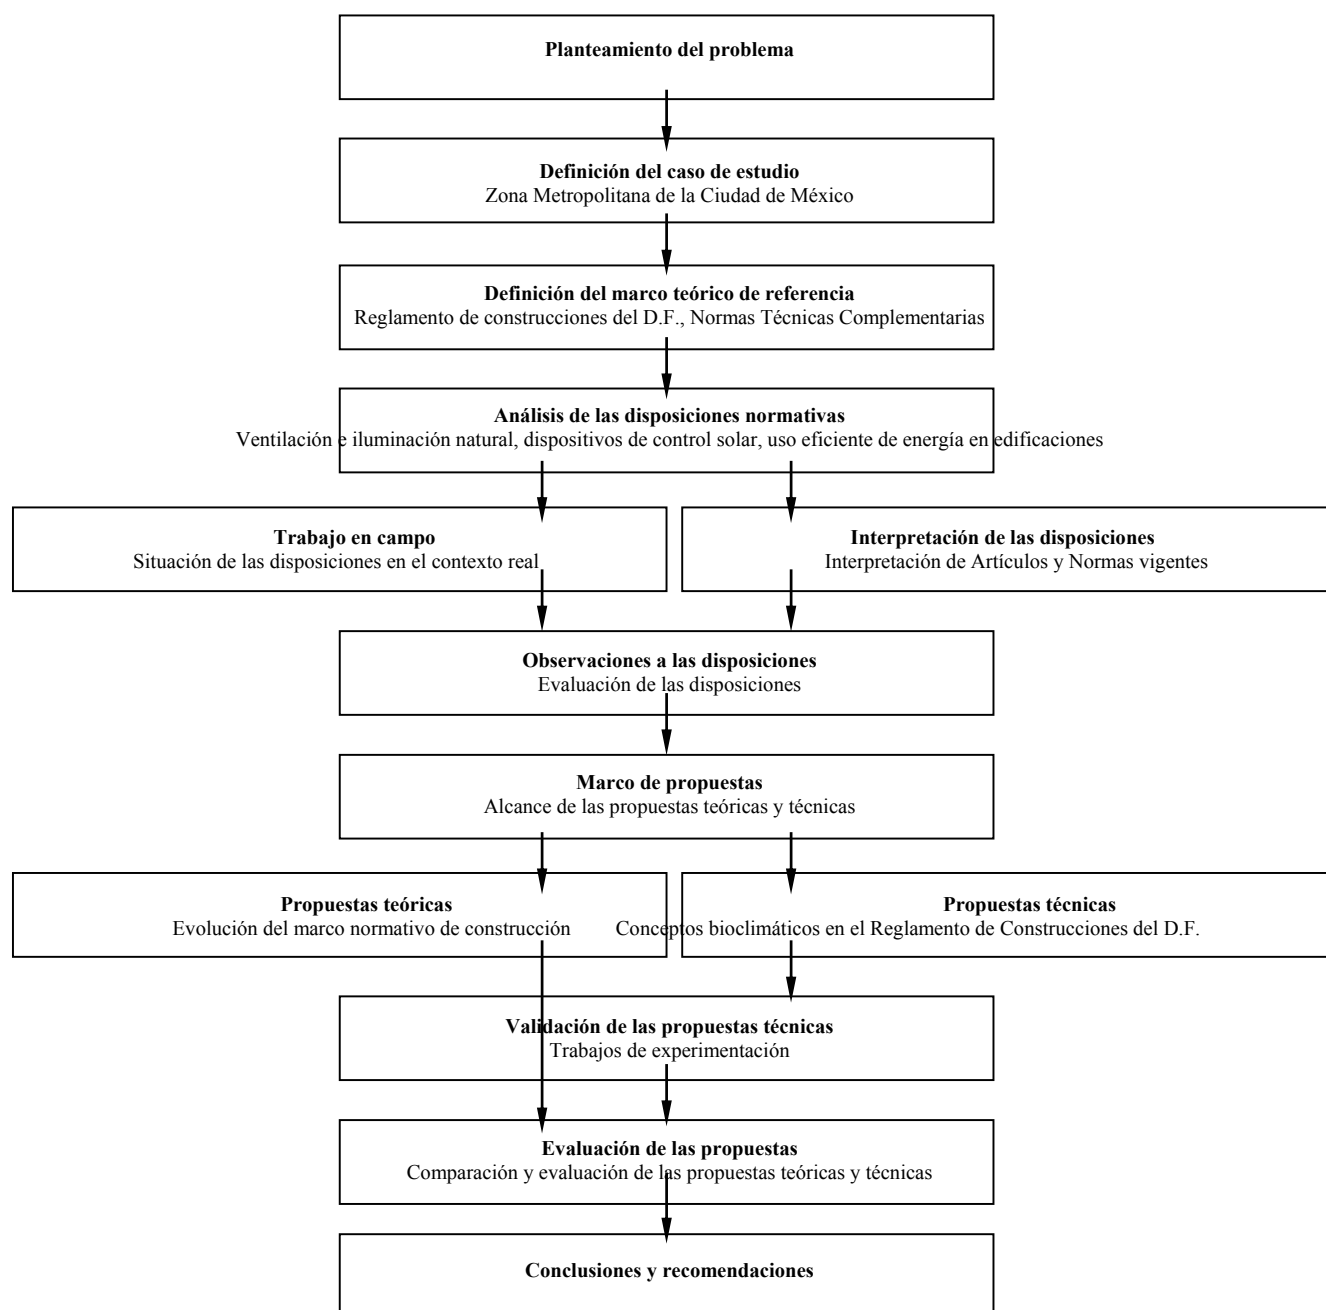 Planteamiento del problema
Definición del caso de estudio
Zona Metropolitana de la Ciudad de México
Definición del marco teórico de referencia
Reglamento de construcciones del D.F., Normas Técnicas Complementarias
Análisis de las disposiciones normativas
Ventilación e iluminación natural, dispositivos de control solar, uso eficiente de energía en edificaciones
Trabajo en campo
Situación de las disposiciones en el contexto real
Interpretación de las disposiciones
Interpretación de Artículos y Normas vigentes
Observaciones a las disposiciones
Evaluación de las disposiciones
Marco de propuestas
Alcance de las propuestas teóricas y técnicas
Propuestas teóricas
Evolución del marco normativo de construcción
Propuestas técnicas
Conceptos bioclimáticos en el Reglamento de Construcciones del D.F.
Validación de las propuestas técnicas
Trabajos de experimentación
Evaluación de las propuestas
Comparación y evaluación de las propuestas teóricas y técnicas
Conclusiones y recomendaciones